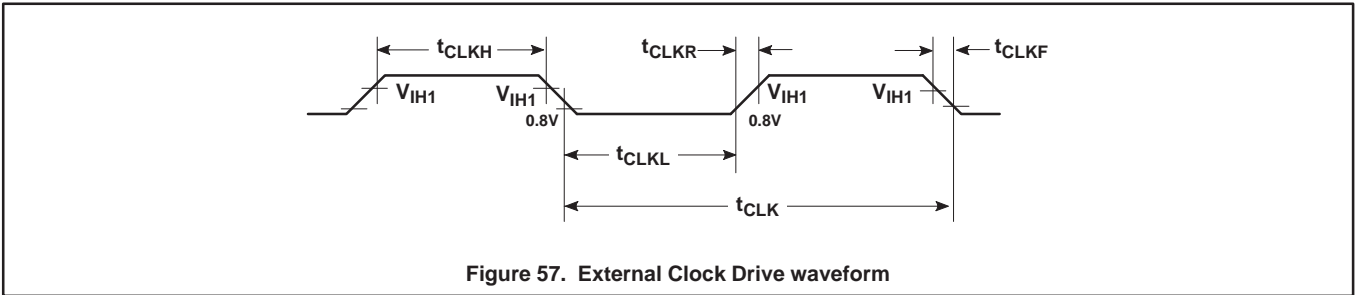 tCLKH
tCLKR
tCLKF
VIH1
VIH1
VIH1
VIH1
0.8V
0.8V
tCLKL
tCLK
Figure 57. External Clock Drive waveform